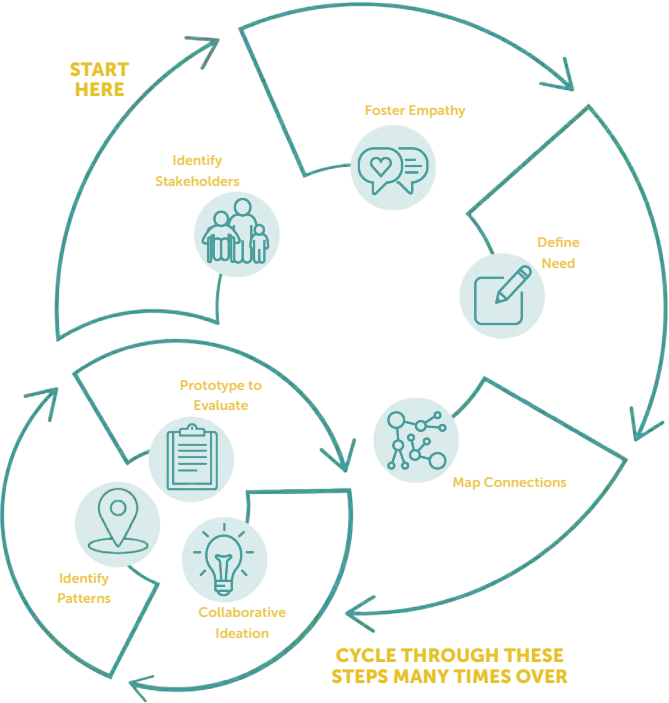 START
HERE
Identify
Stakeholders
Foster Empathy
Define
Need
Map Connections
Collaborative
Ideation
Identify
Patterns
Prototype to
Evaluate
CYCLE THROUGH THESE
STEPS MANY TIMES OVER